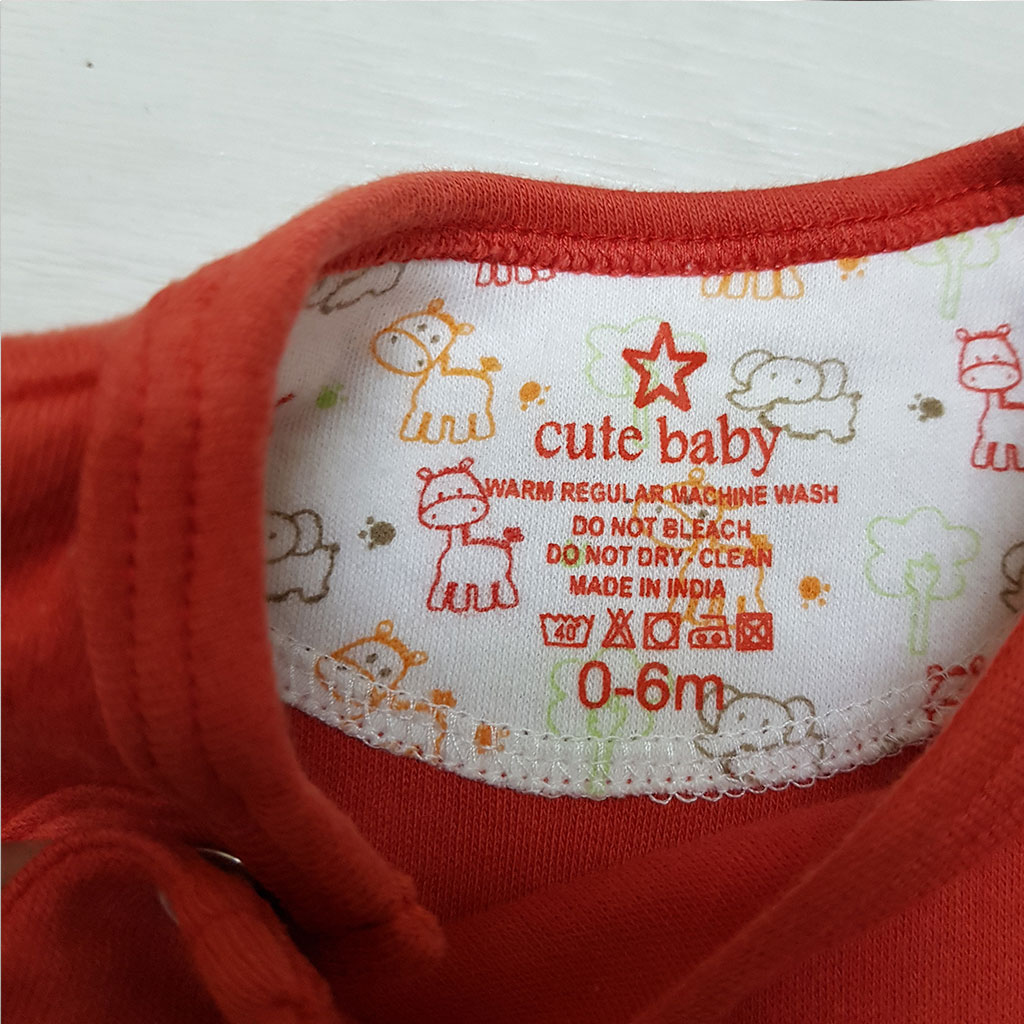 cute baby
WARM REGULAR MACHINE WASH
DO NOT BLEACH
DO NOT DRY-CLEAN
MADE IN INDIA
40°
0-6m